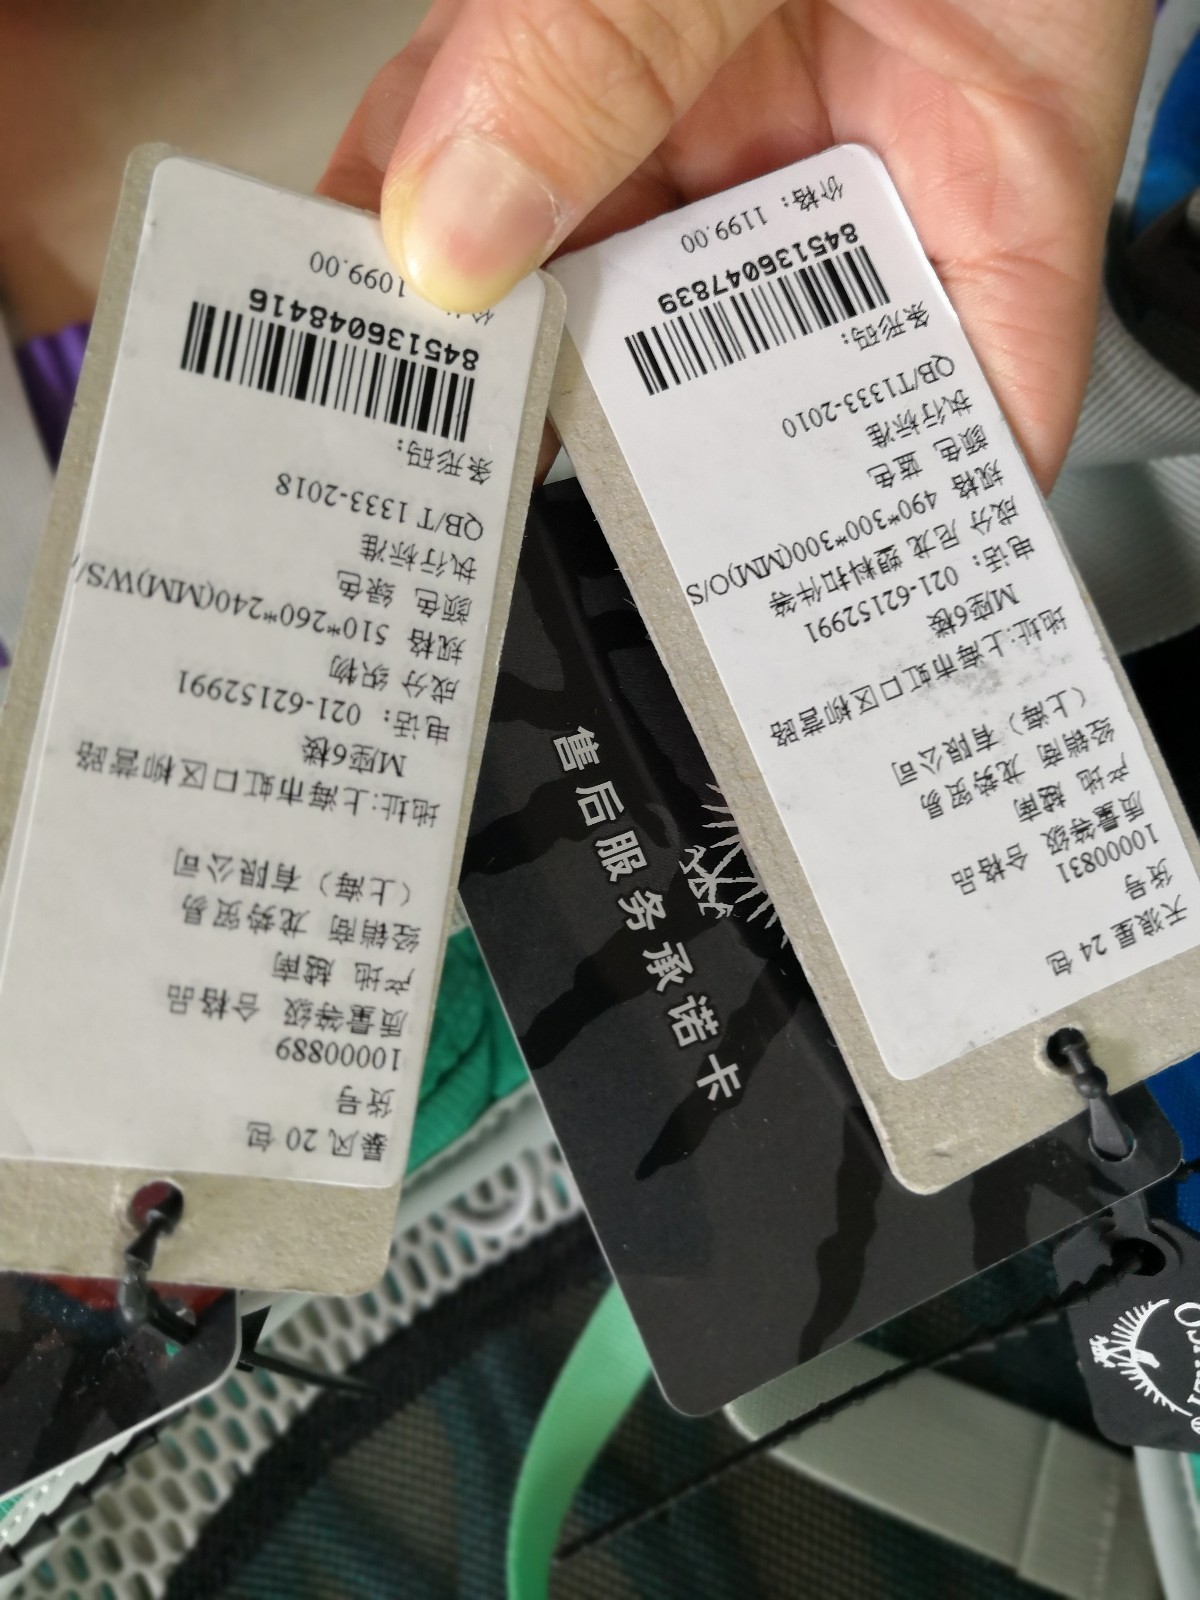 暴风 20 包
货号
10000889
质量等级 合格品
产地 越南
经销商 龙势贸易
（上海）有限公司
地址:上海市虹口区柳营路
M座6楼
电话： 021-62152991
成分 织物
规格 510*260*240(MM)WS/
颜色 绿色
执行标准
QB/T 1333-2018
条形码：
845136048416
1099.00
天狼星 24 包
货号
10000831
质量等级 合格品
产地 越南
经销商 龙势贸易
（上海）有限公司
地址:上海市虹口区柳营路
M座6楼
电话： 021-62152991
成分 尼龙 塑料扣件等
规格 490*300*300(MM)O/S
颜色 蓝色
执行标准
QB/T1333-2010
条形码：
845136047839
价格： 1199.00
售后服务承诺卡